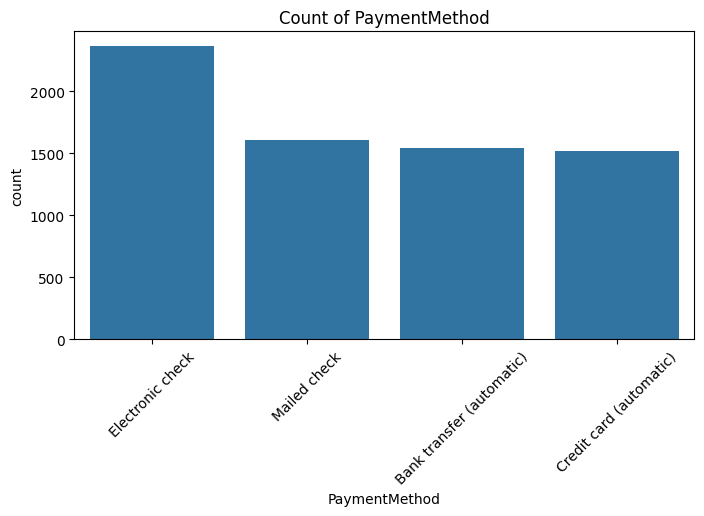 Count of PaymentMethod
count
2000
1500
1000
500
0
Electronic check
Mailed check
Bank transfer (automatic)
Credit card (automatic)
PaymentMethod